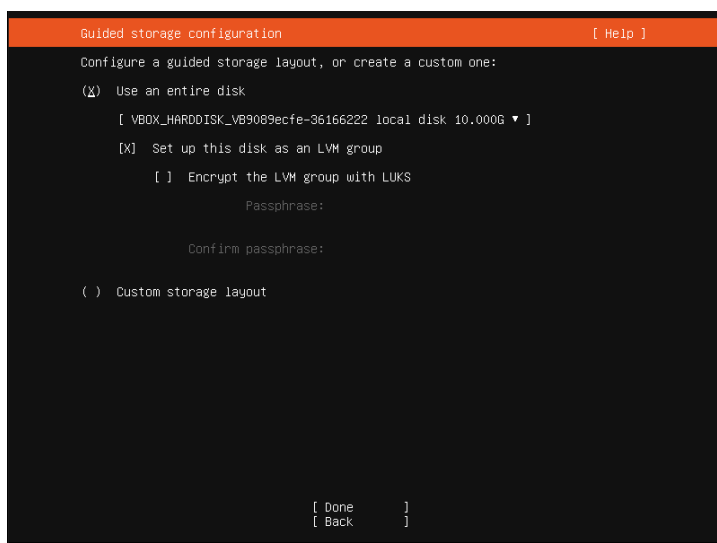 Guided storage configuration [ Help ]
Configure a guided storage layout, or create a custom one:
(X) Use an entire disk
[ VBOX_HARDDISK_VB9089ecfe-36166222 local disk 10.000G ▾ ]
[X] Set up this disk as an LVM group
[ ] Encrypt the LVM group with LUKS
Passphrase:
Confirm passphrase:
( ) Custom storage layout
[ Done ]
[ Back ]